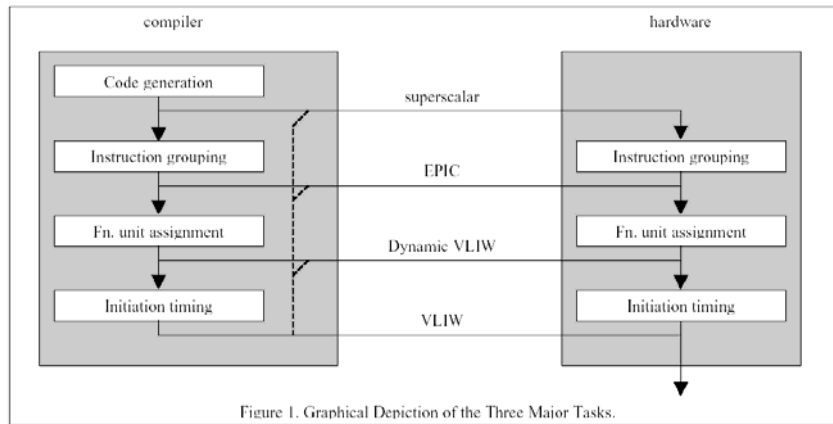 compiler
hardware
Code generation
superscalar
Instruction grouping
Instruction grouping
EPIC
Fn. unit assignment
Fn. unit assignment
Dynamic VLIW
Initiation timing
Initiation timing
VLIW
Figure 1. Graphical Depiction of the Three Major Tasks.